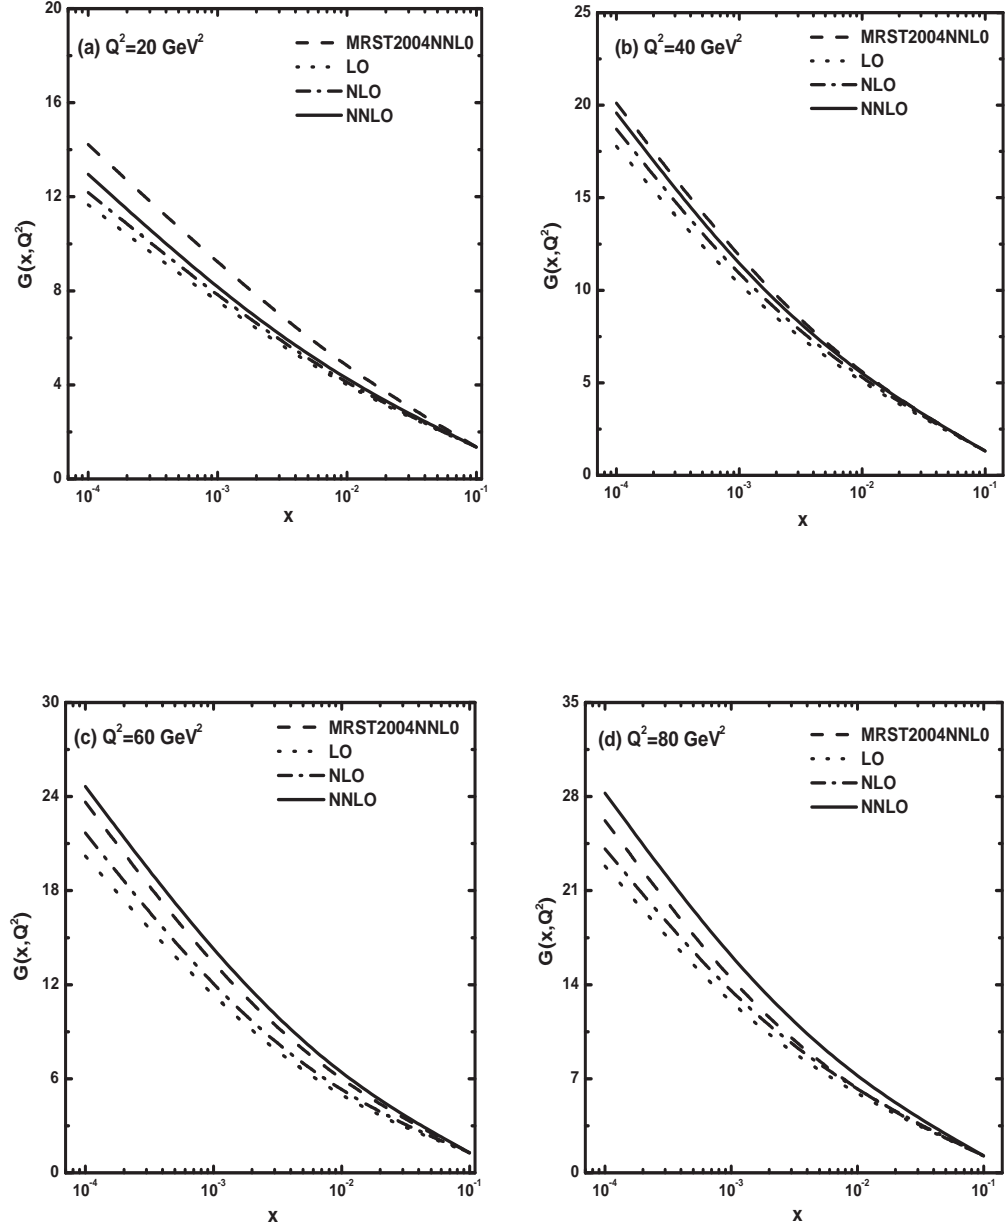 (a) Q²=20 GeV²
MRST2004NNL0
LO
NLO
NNLO
20
16
12
8
4
0
G(x,Q²)
10⁻⁴
10⁻³
10⁻²
10⁻¹
x
(b) Q²=40 GeV²
MRST2004NNL0
LO
NLO
NNLO
25
20
15
10
5
0
G(x,Q²)
10⁻⁴
10⁻³
10⁻²
10⁻¹
x
(c) Q²=60 GeV²
MRST2004NNL0
LO
NLO
NNLO
30
24
18
12
6
0
G(x,Q²)
10⁻⁴
10⁻³
10⁻²
10⁻¹
x
(d) Q²=80 GeV²
MRST2004NNL0
LO
NLO
NNLO
35
28
21
14
7
0
G(x,Q²)
10⁻⁴
10⁻³
10⁻²
10⁻¹
x